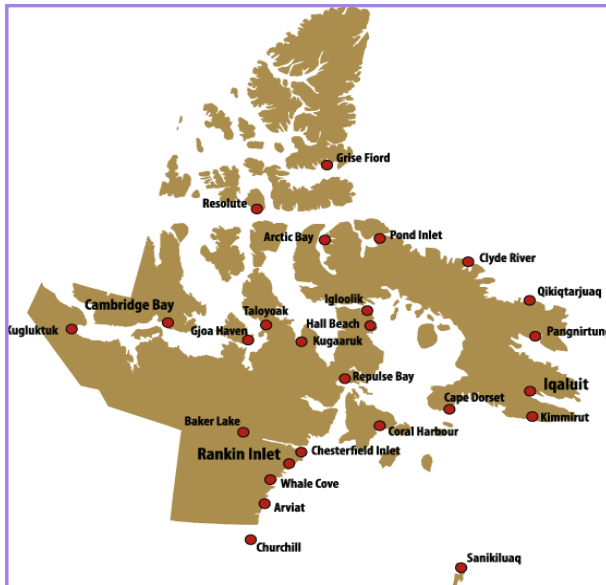 Grise Fiord
Resolute
Arctic Bay
Pond Inlet
Clyde River
Qikiqtarjuaq
Igloolik
Cambridge Bay
Taloyoak
Hall Beach
Kugluktuk
Gjoa Haven
Pangnirtung
Kugaaruk
Repulse Bay
Iqaluit
Cape Dorset
Kimmirut
Baker Lake
Coral Harbour
Rankin Inlet
Chesterfield Inlet
Whale Cove
Arviat
Churchill
Sanikiluaq